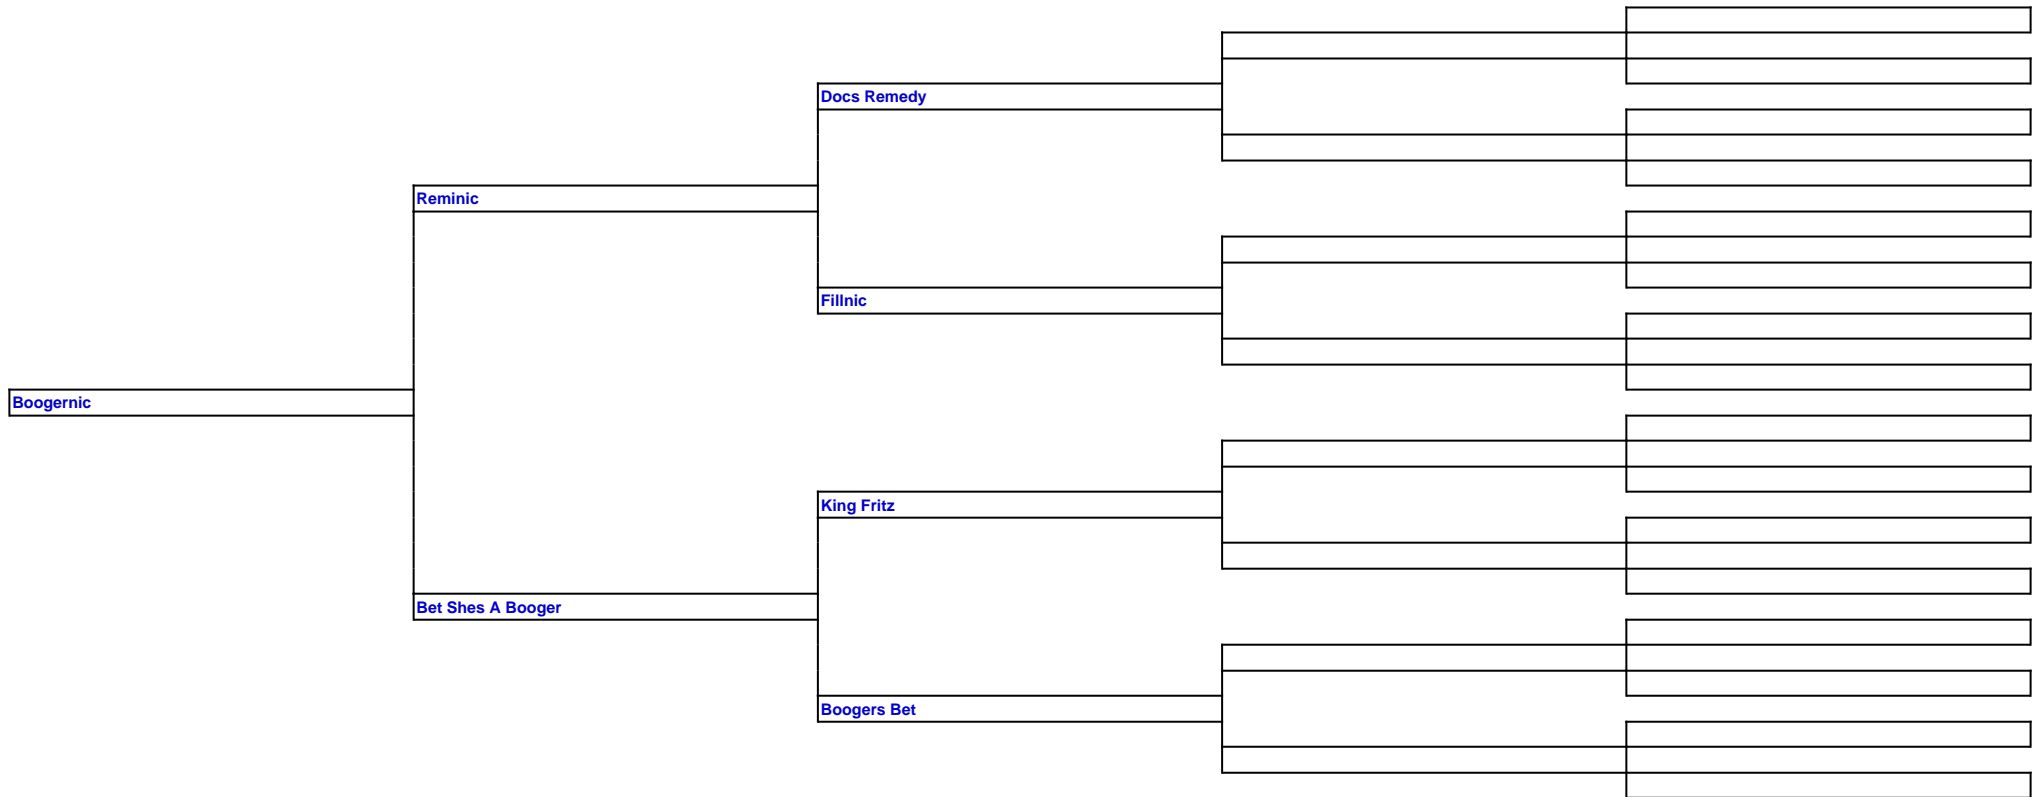 Docs Remedy
Reminic
Fillnic
Boogernic
King Fritz
Bet Shes A Booger
Boogers Bet